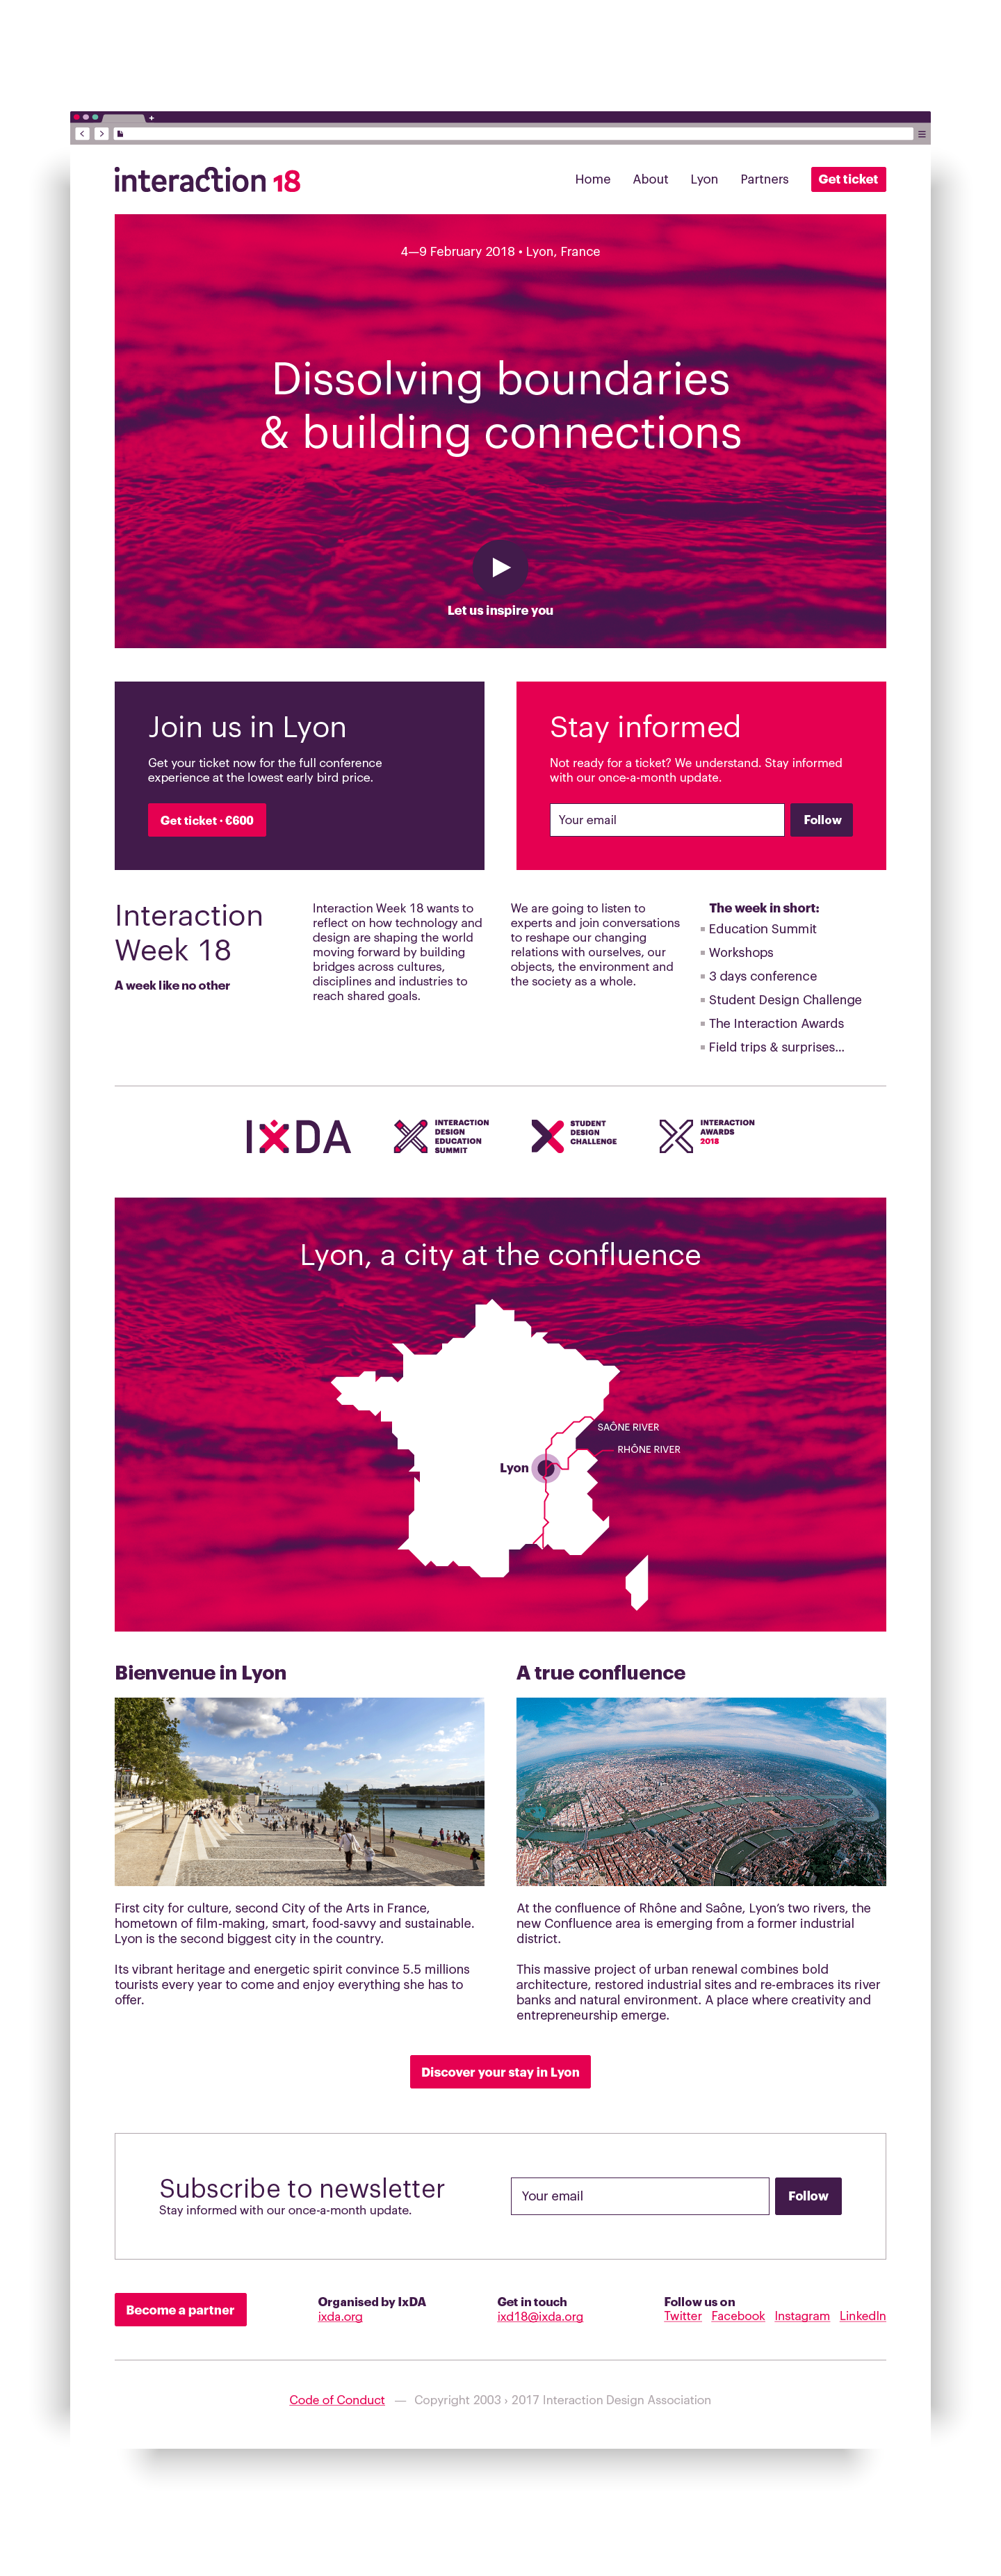 interaction 18
Home About Lyon Partners Get ticket
4—9 February 2018 • Lyon, France
Dissolving boundaries
& building connections
Let us inspire you
Join us in Lyon
Get your ticket now for the full conference
experience at the lowest early bird price.
Get ticket · €600
Stay informed
Not ready for a ticket? We understand. Stay informed
with our once-a-month update.
Your email Follow
Interaction
Week 18
A week like no other
Interaction Week 18 wants to
reflect on how technology and
design are shaping the world
moving forward by building
bridges across cultures,
disciplines and industries to
reach shared goals.
We are going to listen to
experts and join conversations
to reshape our changing
relations with ourselves, our
objects, the environment and
the society as a whole.
The week in short:
Education Summit
Workshops
3 days conference
Student Design Challenge
The Interaction Awards
Field trips & surprises...
IxDA
INTERACTION
DESIGN
EDUCATION
SUMMIT
STUDENT
DESIGN
CHALLENGE
INTERACTION
AWARDS
2018
Lyon, a city at the confluence
SAÔNE RIVER
RHÔNE RIVER
Lyon
Bienvenue in Lyon
First city for culture, second City of the Arts in France,
hometown of film-making, smart, food-savvy and sustainable.
Lyon is the second biggest city in the country.
Its vibrant heritage and energetic spirit convince 5.5 millions
tourists every year to come and enjoy everything she has to
offer.
A true confluence
At the confluence of Rhône and Saône, Lyon's two rivers, the
new Confluence area is emerging from a former industrial
district.
This massive project of urban renewal combines bold
architecture, restored industrial sites and re-embraces its river
banks and natural environment. A place where creativity and
entrepreneurship emerge.
Discover your stay in Lyon
Subscribe to newsletter
Stay informed with our once-a-month update.
Your email Follow
Become a partner
Organised by IxDA
ixda.org
Get in touch
ixd18@ixda.org
Follow us on
Twitter Facebook Instagram LinkedIn
Code of Conduct — Copyright 2003 › 2017 Interaction Design Association